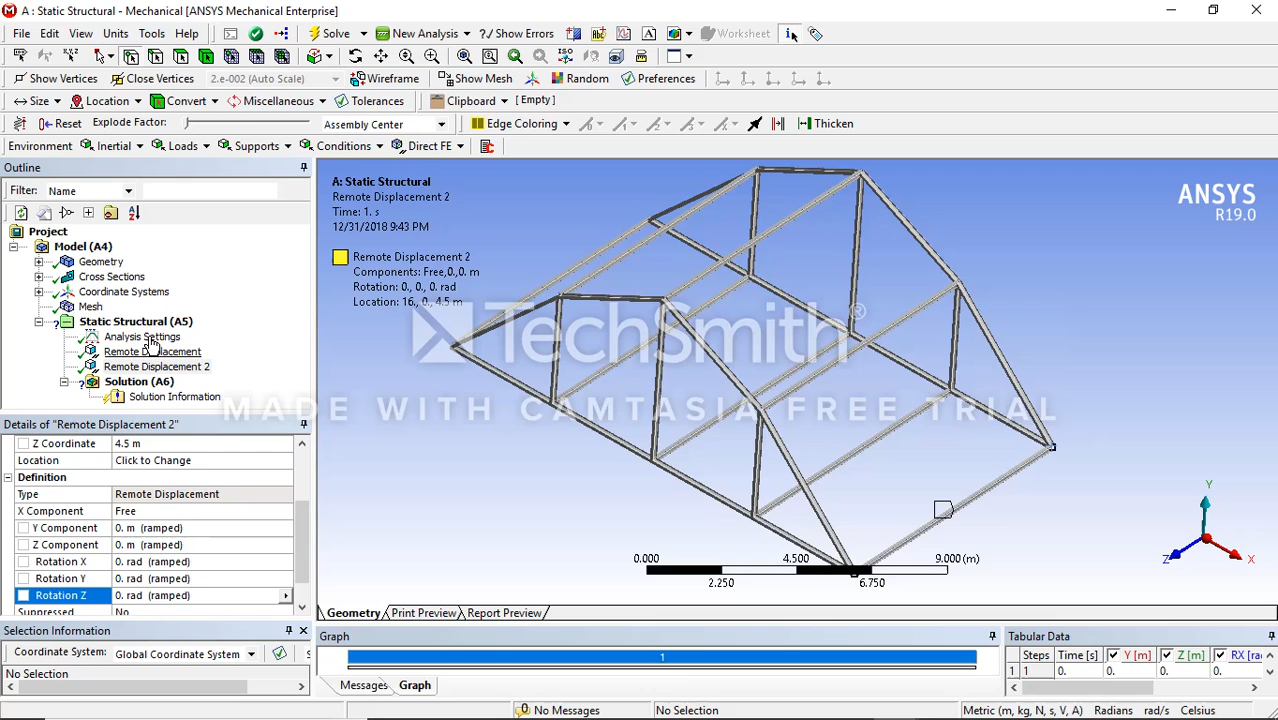 A : Static Structural - Mechanical [ANSYS Mechanical Enterprise]
File Edit View Units Tools Help Solve New Analysis ?/ Show Errors Worksheet
Show Vertices Close Vertices 2.e-002 (Auto Scale) Wireframe Show Mesh Random Preferences
Size Location Convert Miscellaneous Tolerances Clipboard [ Empty ]
Reset Explode Factor: Assembly Center Edge Coloring Thicken
Environment Inertial Loads Supports Conditions Direct FE
Outline
Filter: Name
Project
Model (A4)
Geometry
Cross Sections
Coordinate Systems
Mesh
Static Structural (A5)
Analysis Settings
Remote Displacement
Remote Displacement 2
Solution (A6)
Solution Information
Details of "Remote Displacement 2"
Z Coordinate 4.5 m
Location Click to Change
Definition
Type Remote Displacement
X Component Free
Y Component 0. m (ramped)
Z Component 0. m (ramped)
Rotation X 0. rad (ramped)
Rotation Y 0. rad (ramped)
Rotation Z 0. rad (ramped)
Suppressed No
Selection Information
Coordinate System: Global Coordinate System
No Selection
A: Static Structural
Remote Displacement 2
Time: 1. s
12/31/2018 9:43 PM
Remote Displacement 2
Components: Free,0.,0. m
Rotation: 0., 0., 0. rad
Location: 16., 0., 4.5 m
ANSYS
R19.0
TechSmith
MADE WITH CAMTASIA FREE TRIAL
0.000 4.500 9.000 (m)
2.250 6.750
Y
Z X
Geometry Print Preview Report Preview
Graph
1
Messages Graph
Tabular Data
Steps Time [s] Y [m] Z [m] RX [ra
1 1 0. 0. 0. 0.
0 No Messages No Selection Metric (m, kg, N, s, V, A) Radians rad/s Celsius